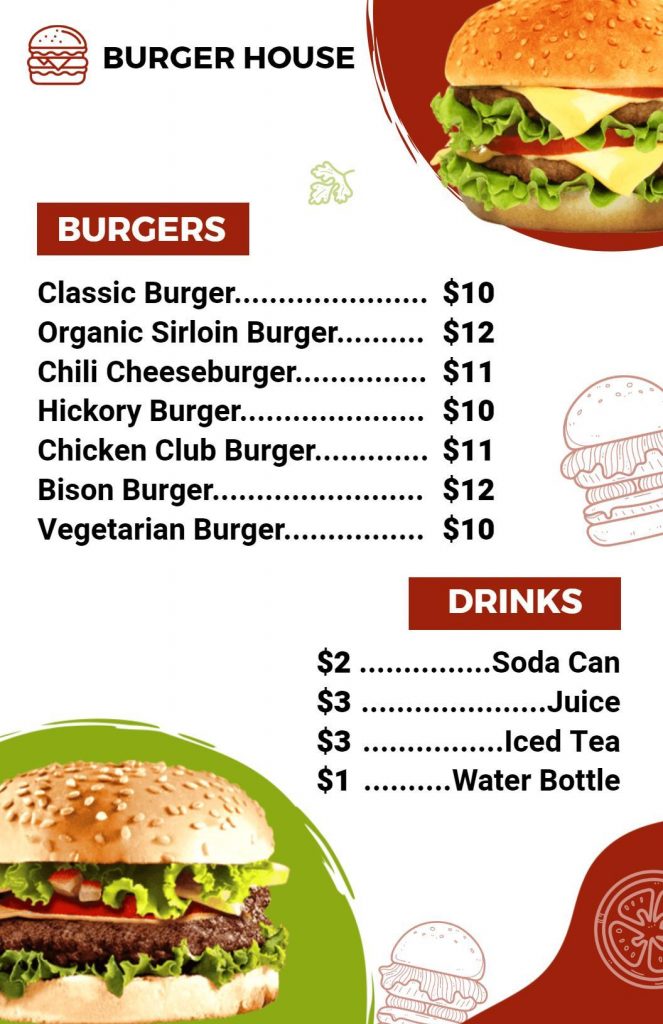 BURGER HOUSE
BURGERS
Classic Burger...................... $10
Organic Sirloin Burger.......... $12
Chili Cheeseburger............... $11
Hickory Burger..................... $10
Chicken Club Burger............. $11
Bison Burger........................ $12
Vegetarian Burger................ $10
DRINKS
$2 ...............Soda Can
$3 .....................Juice
$3 ................Iced Tea
$1 ..........Water Bottle